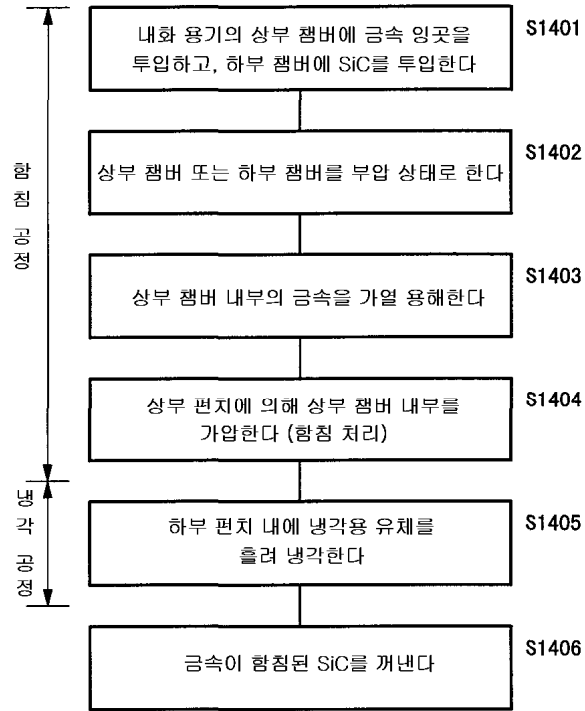 내화 용기의 상부 챔버에 금속 잉곳을
투입하고, 하부 챔버에 SiC를 투입한다
S1401
상부 챔버 또는 하부 챔버를 부압 상태로 한다
S1402
함침 공정
상부 챔버 내부의 금속을 가열 용해한다
S1403
상부 펀치에 의해 상부 챔버 내부를
가압한다 (함침 처리)
S1404
냉각 공정
하부 펀치 내에 냉각용 유체를
흘려 냉각한다
S1405
금속이 함침된 SiC를 꺼낸다
S1406